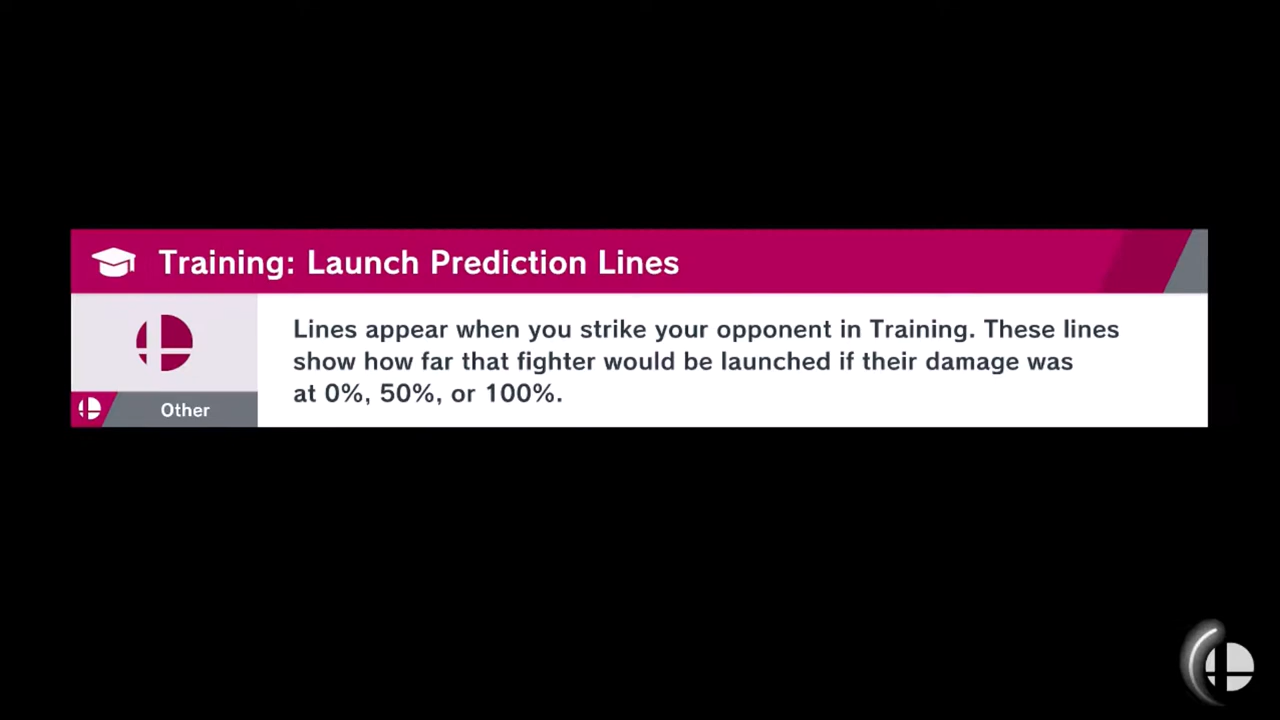 Training: Launch Prediction Lines
Lines appear when you strike your opponent in Training. These lines
show how far that fighter would be launched if their damage was
at 0%, 50%, or 100%.
Other